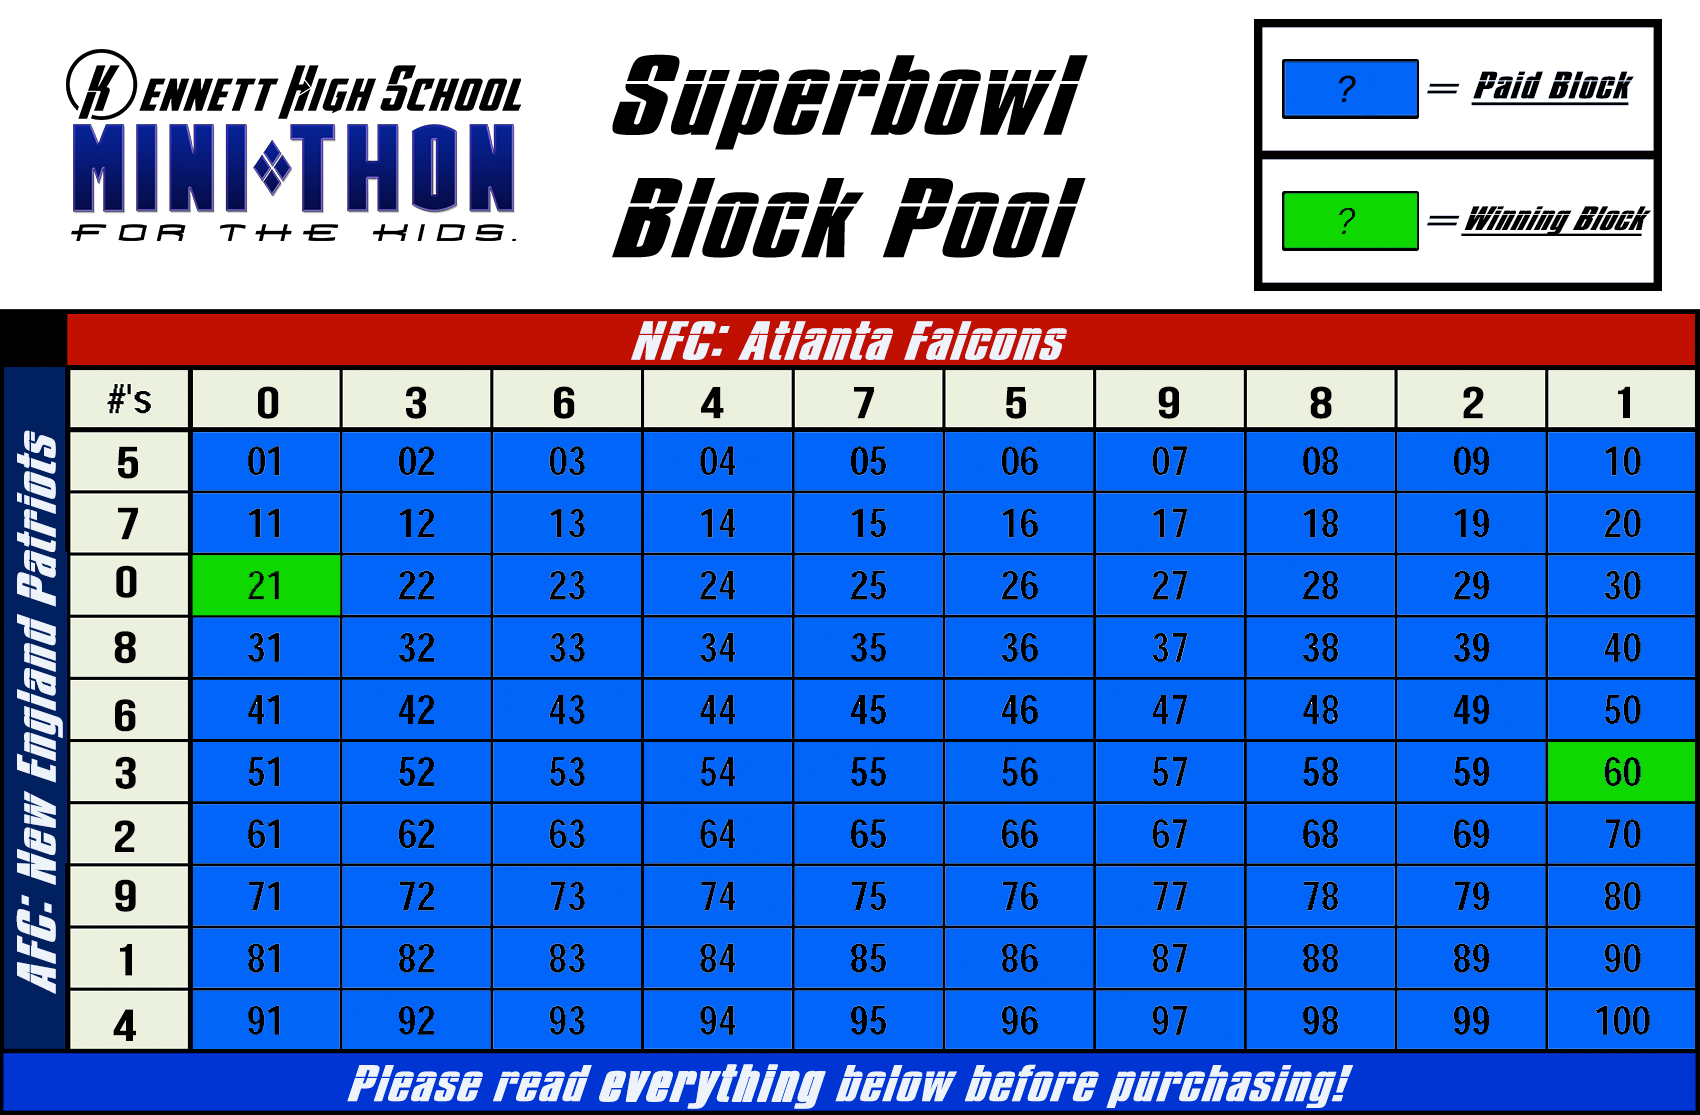 KENNETT HIGH SCHOOL
MINI THON
FOR THE KIDS.
Superbowl
Block Pool
? = Paid Block
? = Winning Block
NFC: Atlanta Falcons
AFC: New England Patriots
#'s 0 3 6 4 7 5 9 8 2 1
5 01 02 03 04 05 06 07 08 09 10
7 11 12 13 14 15 16 17 18 19 20
0 21 22 23 24 25 26 27 28 29 30
8 31 32 33 34 35 36 37 38 39 40
6 41 42 43 44 45 46 47 48 49 50
3 51 52 53 54 55 56 57 58 59 60
2 61 62 63 64 65 66 67 68 69 70
9 71 72 73 74 75 76 77 78 79 80
1 81 82 83 84 85 86 87 88 89 90
4 91 92 93 94 95 96 97 98 99 100
Please read everything below before purchasing!